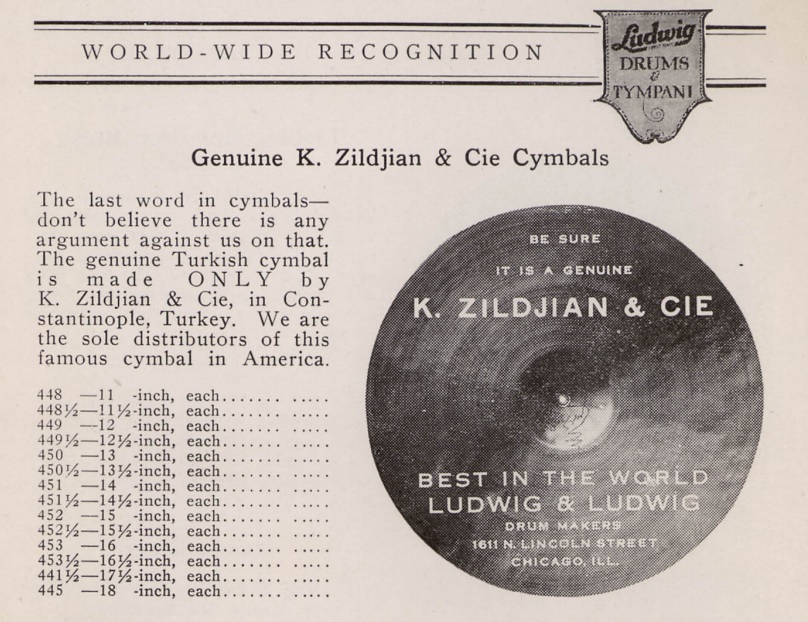 WORLD-WIDE RECOGNITION
Ludwig
DRUMS
&
TYMPANI
Genuine K. Zildjian & Cie Cymbals
The last word in cymbals—
don't believe there is any
argument against us on that.
The genuine Turkish cymbal
is made ONLY by
K. Zildjian & Cie, in Con-
stantinople, Turkey. We are
the sole distributors of this
famous cymbal in America.
448 —11 -inch, each....... .....
448½—11½-inch, each....... .....
449 —12 -inch, each....... .....
449½—12½-inch, each....... .....
450 —13 -inch, each....... .....
450½—13½-inch, each....... .....
451 —14 -inch, each....... .....
451½—14½-inch, each....... .....
452 —15 -inch, each....... .....
452½—15½-inch, each....... .....
453 —16 -inch, each....... .....
453½—16½-inch, each....... .....
441½—17½-inch, each....... .....
445 —18 -inch, each....... .....
BE SURE
IT IS A GENUINE
K. ZILDJIAN & CIE
BEST IN THE WORLD
LUDWIG & LUDWIG
DRUM MAKERS
1611 N. LINCOLN STREET
CHICAGO, ILL.